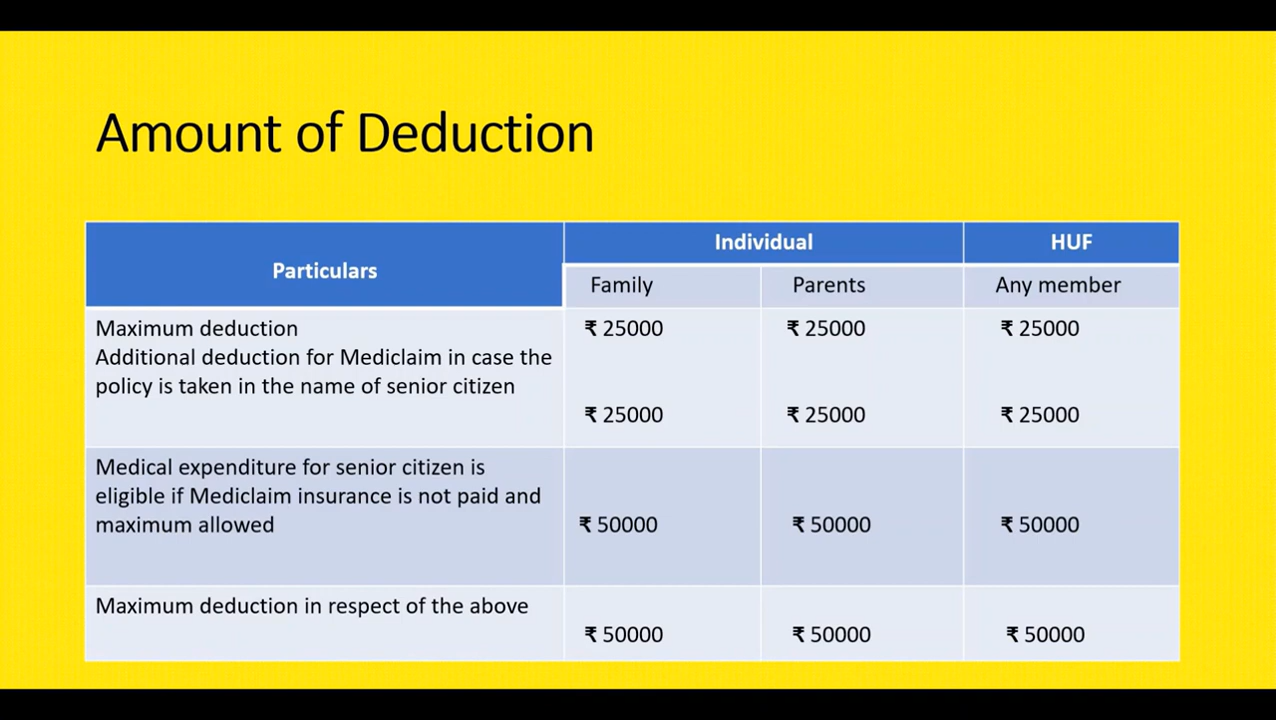 Amount of Deduction
Particulars
Individual
HUF
Family
Parents
Any member
Maximum deduction
₹ 25000
₹ 25000
₹ 25000
Additional deduction for Mediclaim in case the
policy is taken in the name of senior citizen
₹ 25000
₹ 25000
₹ 25000
Medical expenditure for senior citizen is
eligible if Mediclaim insurance is not paid and
maximum allowed
₹ 50000
₹ 50000
₹ 50000
Maximum deduction in respect of the above
₹ 50000
₹ 50000
₹ 50000